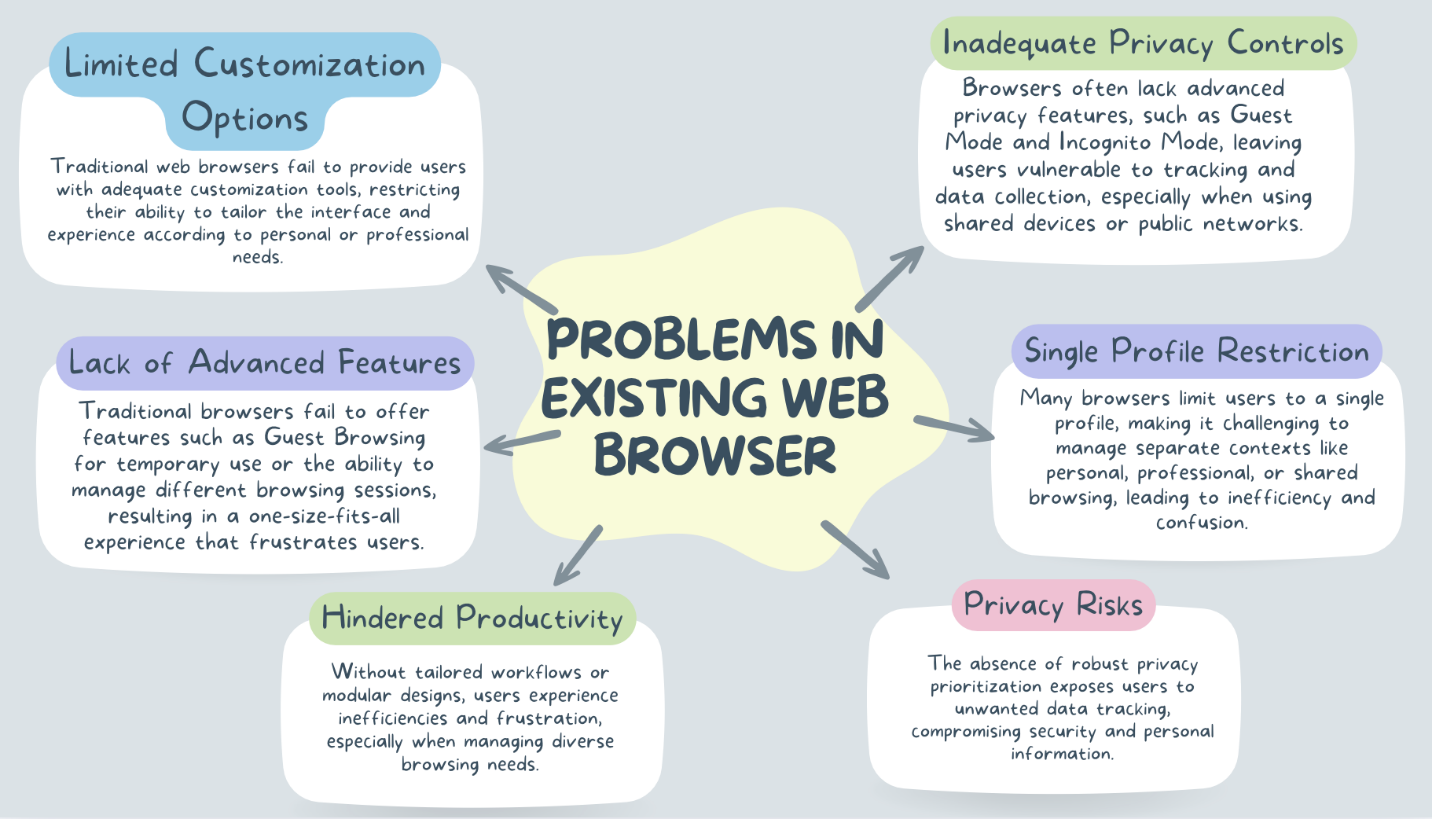 Limited Customization
Options
Traditional web browsers fail to provide users
with adequate customization tools, restricting
their ability to tailor the interface and
experience according to personal or professional
needs.
Inadequate Privacy Controls
Browsers often lack advanced
privacy features, such as Guest
Mode and Incognito Mode, leaving
users vulnerable to tracking and
data collection, especially when using
shared devices or public networks.
PROBLEMS IN
EXISTING WEB
BROWSER
Lack of Advanced Features
Traditional browsers fail to offer
features such as Guest Browsing
for temporary use or the ability to
manage different browsing sessions,
resulting in a one-size-fits-all
experience that frustrates users.
Single Profile Restriction
Many browsers limit users to a single
profile, making it challenging to
manage separate contexts like
personal, professional, or shared
browsing, leading to inefficiency and
confusion.
Hindered Productivity
Without tailored workflows or
modular designs, users experience
inefficiencies and frustration,
especially when managing diverse
browsing needs.
Privacy Risks
The absence of robust privacy
prioritization exposes users to
unwanted data tracking,
compromising security and personal
information.